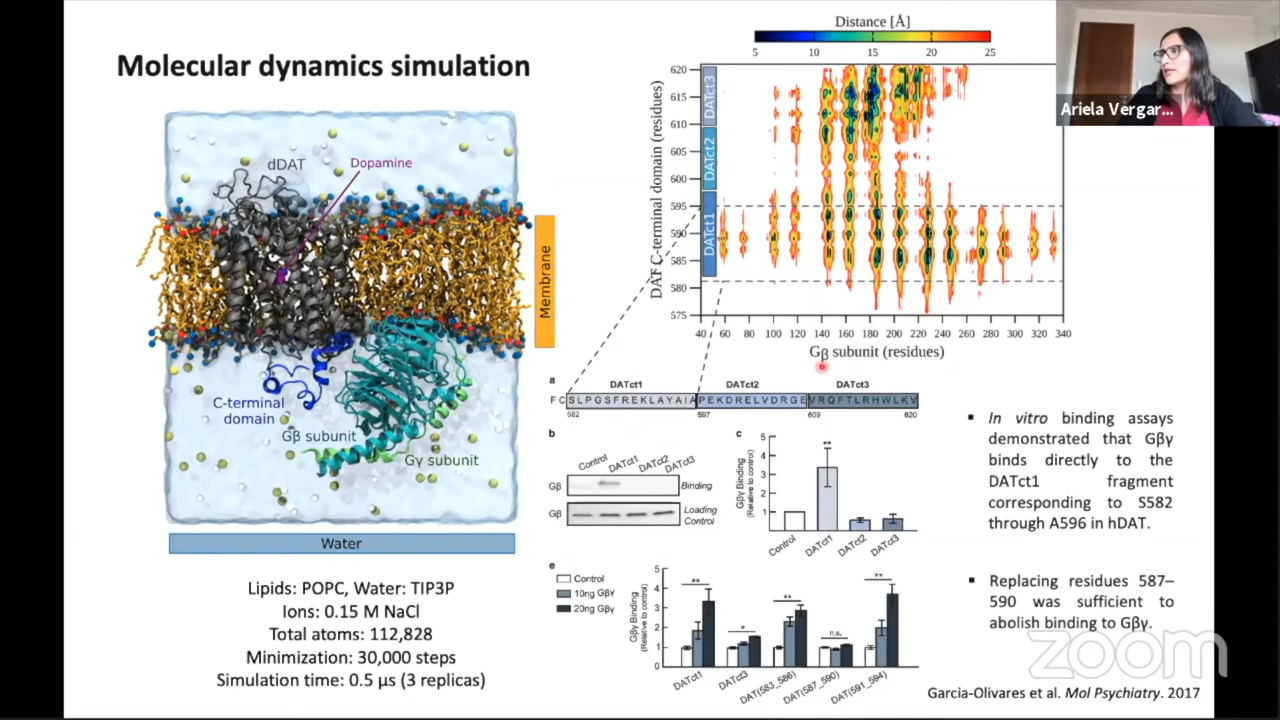 Molecular dynamics simulation
dDAT
Dopamine
Membrane
C-terminal
domain
Gβ subunit
Gγ subunit
Water
Lipids: POPC, Water: TIP3P
Ions: 0.15 M NaCl
Total atoms: 112,828
Minimization: 30,000 steps
Simulation time: 0.5 µs (3 replicas)
Distance [Å]
5 10 15 20 25
DAT C-terminal domain (residues)
620
615
610
605
600
595
590
585
580
575
DATct3
DATct2
DATct1
40 60 80 100 120 140 160 180 200 220 240 260 280 300 320 340
Gβ subunit (residues)
a
DATct1 DATct2 DATct3
F C S L P G S F R E K L A Y A I A P E K D R E L V D R G E V R Q F T L R H W L K V
582 597 609 620
b
Control DATct1 DATct2 DATct3
Gβ Binding
Gβ Loading
Control
c
Gβγ Binding
(Relative to control)
5
4
3
2
1
**
Control DATct1 DATct2 DATct3
e
Control
10ng Gβγ
20ng Gβγ
Gβγ Binding
(Relative to control)
5
4
3
2
1
0
** * ** n.s. **
DATct1 DATct3 DAT(583_586) DAT(587_590) DAT(591_594)
▪ In vitro binding assays
demonstrated that Gβγ
binds directly to the
DATct1 fragment
corresponding to S582
through A596 in hDAT.
▪ Replacing residues 587–
590 was sufficient to
abolish binding to Gβγ.
Garcia-Olivares et al. Mol Psychiatry. 2017
Ariela Vergar...
zoom